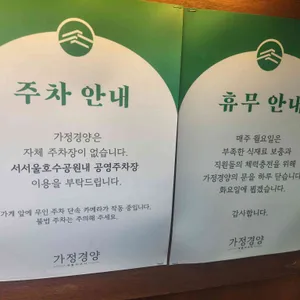 주차 안내
가정경양은
자체 주차장이 없습니다.
서서울호수공원내 공영주차장
이용을 부탁드립니다.
가게 앞에 무인 주차 단속 카메라가 작동 중입니다.
불법 주차는 주의해 주세요.
가정경양
휴무 안내
매주 월요일은
부족한 식재료 보충과
직원들의 체력충전을 위해
가정경양의 문을 하루 닫습니다.
화요일에 뵙겠습니다.
감사합니다.
가정경양